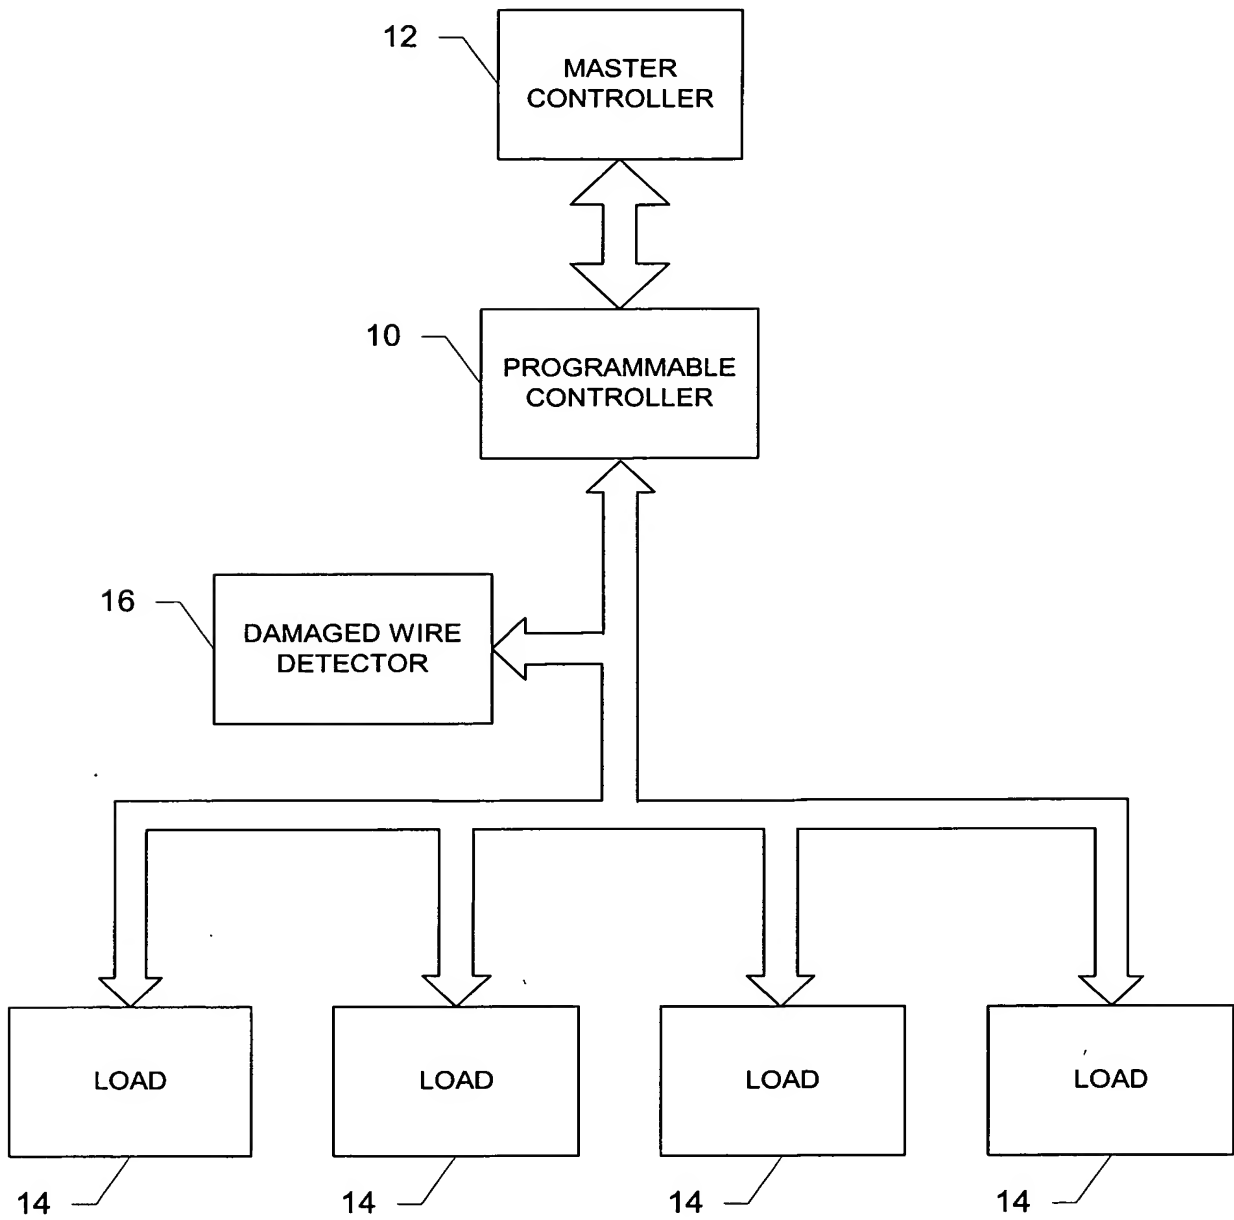 12
MASTER
CONTROLLER
10
PROGRAMMABLE
CONTROLLER
16
DAMAGED WIRE
DETECTOR
LOAD
LOAD
LOAD
LOAD
14
14
14
14